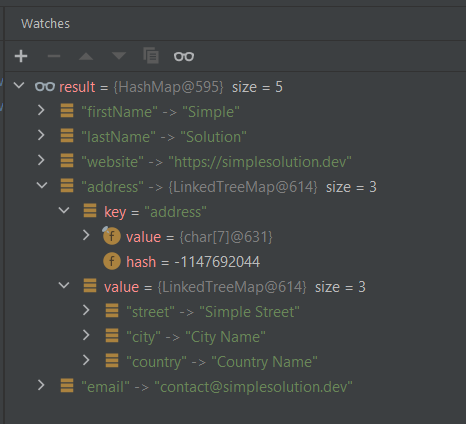 Watches
result = {HashMap@595} size = 5
"firstName" -> "Simple"
"lastName" -> "Solution"
"website" -> "https://simplesolution.dev"
"address" -> {LinkedTreeMap@614} size = 3
key = "address"
f value = {char[7]@631}
f hash = -1147692044
value = {LinkedTreeMap@614} size = 3
"street" -> "Simple Street"
"city" -> "City Name"
"country" -> "Country Name"
"email" -> "contact@simplesolution.dev"